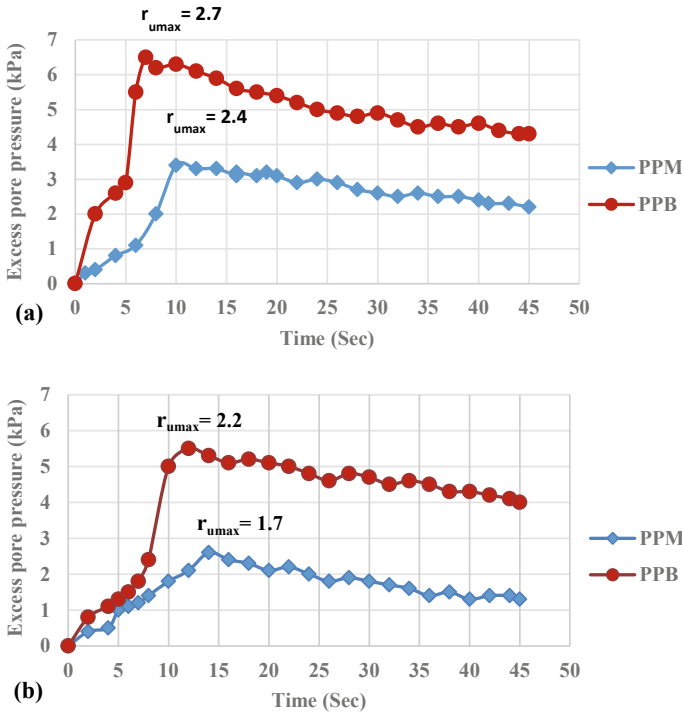 r_umax = 2.7
r_umax = 2.4
Excess pore pressure (kPa)
7
6
5
4
3
2
1
0
0 5 10 15 20 25 30 35 40 45 50
Time (Sec)
PPM
PPB
(a)
r_umax= 2.2
r_umax= 1.7
Excess pore pressure (kPa)
7
6
5
4
3
2
1
0
0 5 10 15 20 25 30 35 40 45 50
Time (Sec)
PPM
PPB
(b)